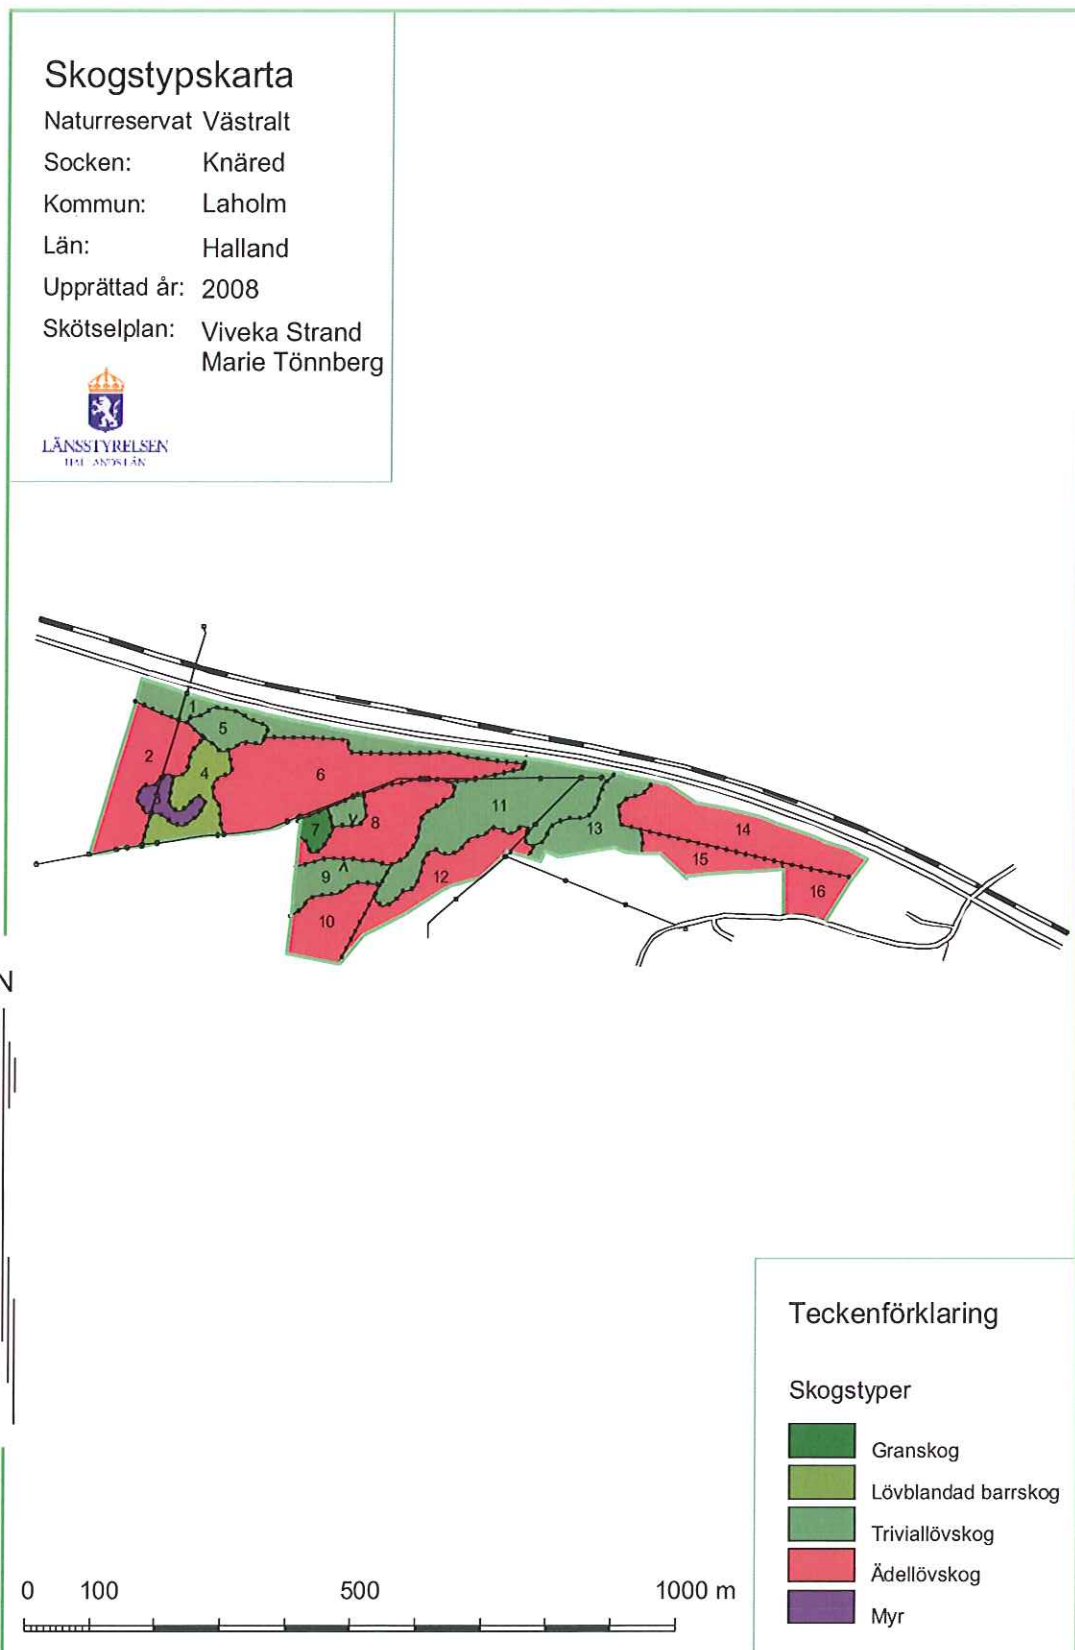 Skogstypskarta
Naturreservat Västralt
Socken: Knäred
Kommun: Laholm
Län: Halland
Upprättad år: 2008
Skötselplan: Viveka Strand
Marie Tönnberg
LÄNSSTYRELSEN
1
5
2
4
3
6
7
8
11
13
14
15
9
12
16
10
N
Teckenförklaring
Skogstyper
Granskog
Lövblandad barrskog
Triviallövskog
Ädellövskog
Myr
0 100 500 1000 m